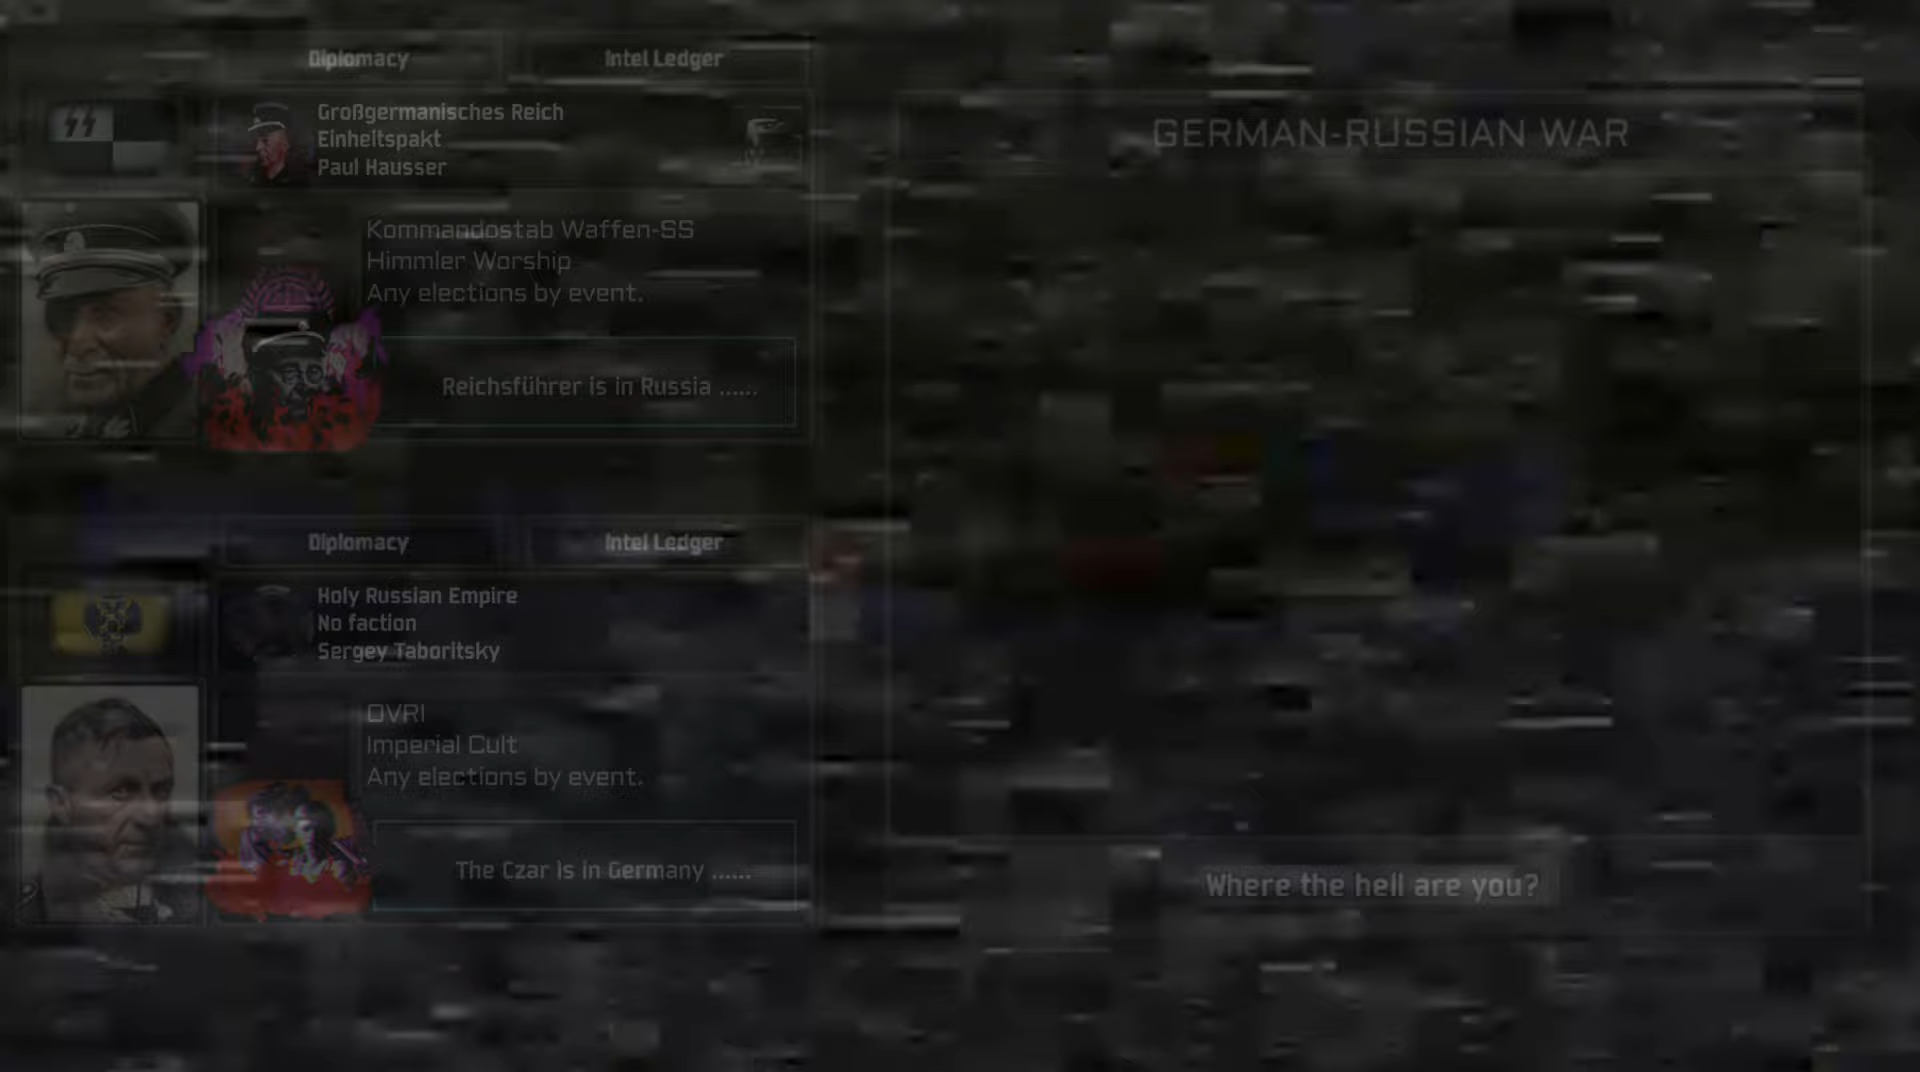 Diplomacy
Intel Ledger
Großgermanisches Reich
Einheitspakt
Paul Hausser
Kommandostab Waffen-SS
Himmler Worship
Any elections by event.
Reichsführer is in Russia ......
Diplomacy
Intel Ledger
Holy Russian Empire
No faction
Sergey Taboritsky
OVRI
Imperial Cult
Any elections by event.
The Czar is in Germany ......
GERMAN-RUSSIAN WAR
Where the hell are you?